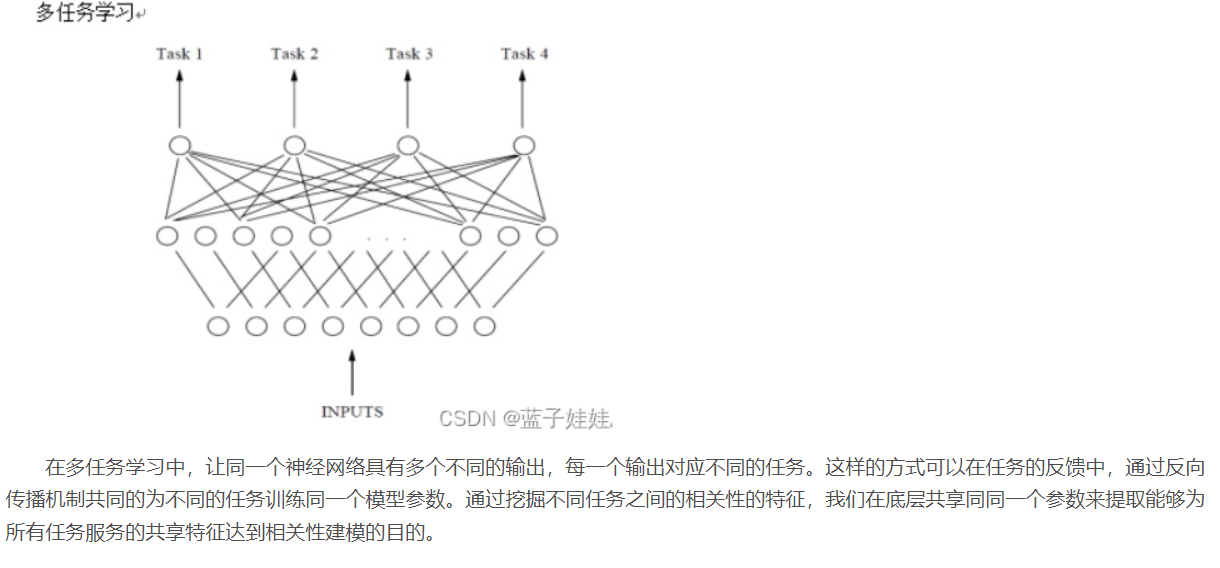 多任务学习↵
Task 1 Task 2 Task 3 Task 4
. . .
INPUTS
CSDN @蓝子娃娃
在多任务学习中，让同一个神经网络具有多个不同的输出，每一个输出对应不同的任务。这样的方式可以在任务的反馈中，通过反向
传播机制共同的为不同的任务训练同一个模型参数。通过挖掘不同任务之间的相关性的特征，我们在底层共享同同一个参数来提取能够为
所有任务服务的共享特征达到相关性建模的目的。